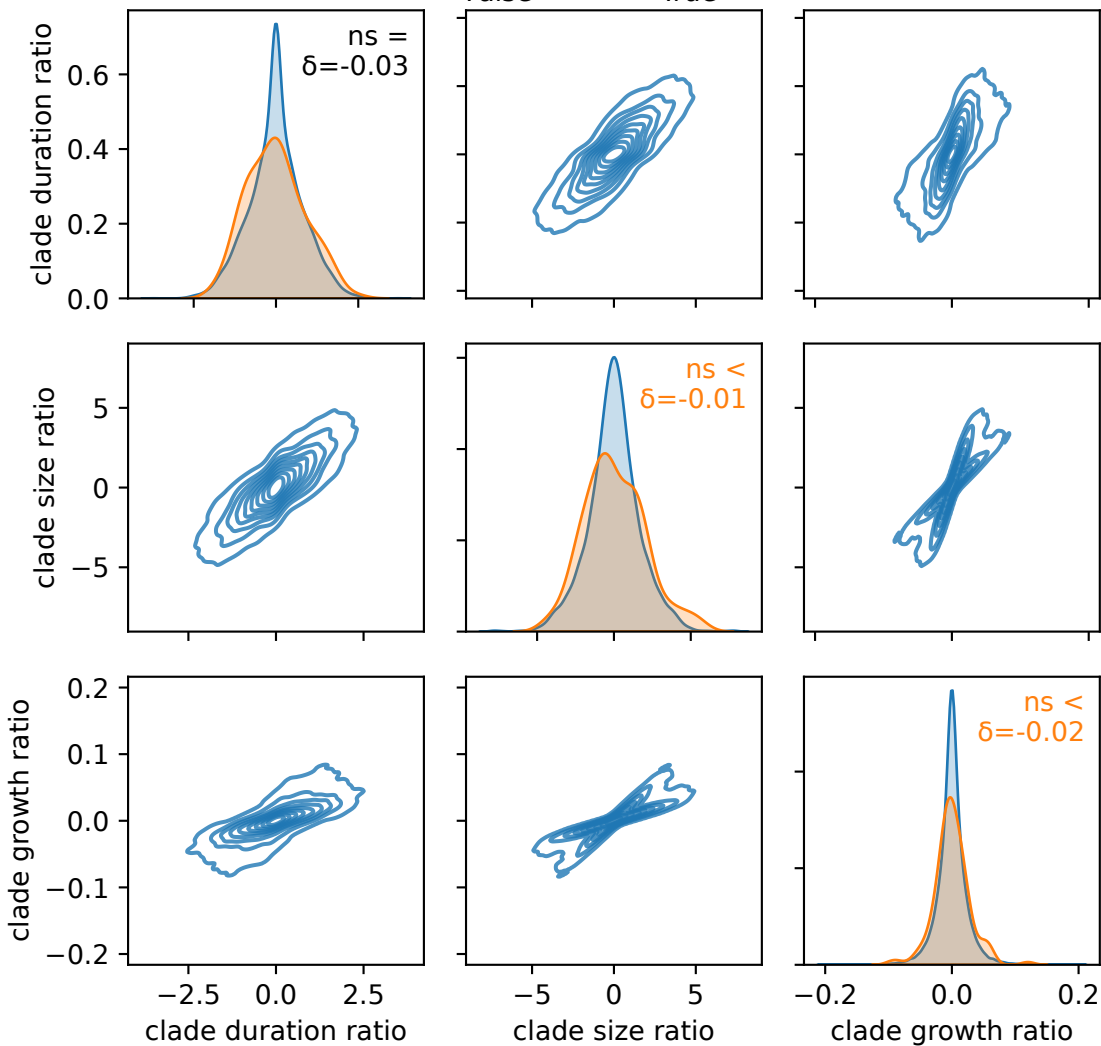 clade duration ratio
0.6
0.4
0.2
0.0
ns =
δ=-0.03
clade size ratio
5
0
−5
ns <
δ=-0.01
clade growth ratio
0.2
0.1
0.0
−0.1
−0.2
ns <
δ=-0.02
−2.5 0.0 2.5
clade duration ratio
−5 0 5
clade size ratio
−0.2 0.0 0.2
clade growth ratio